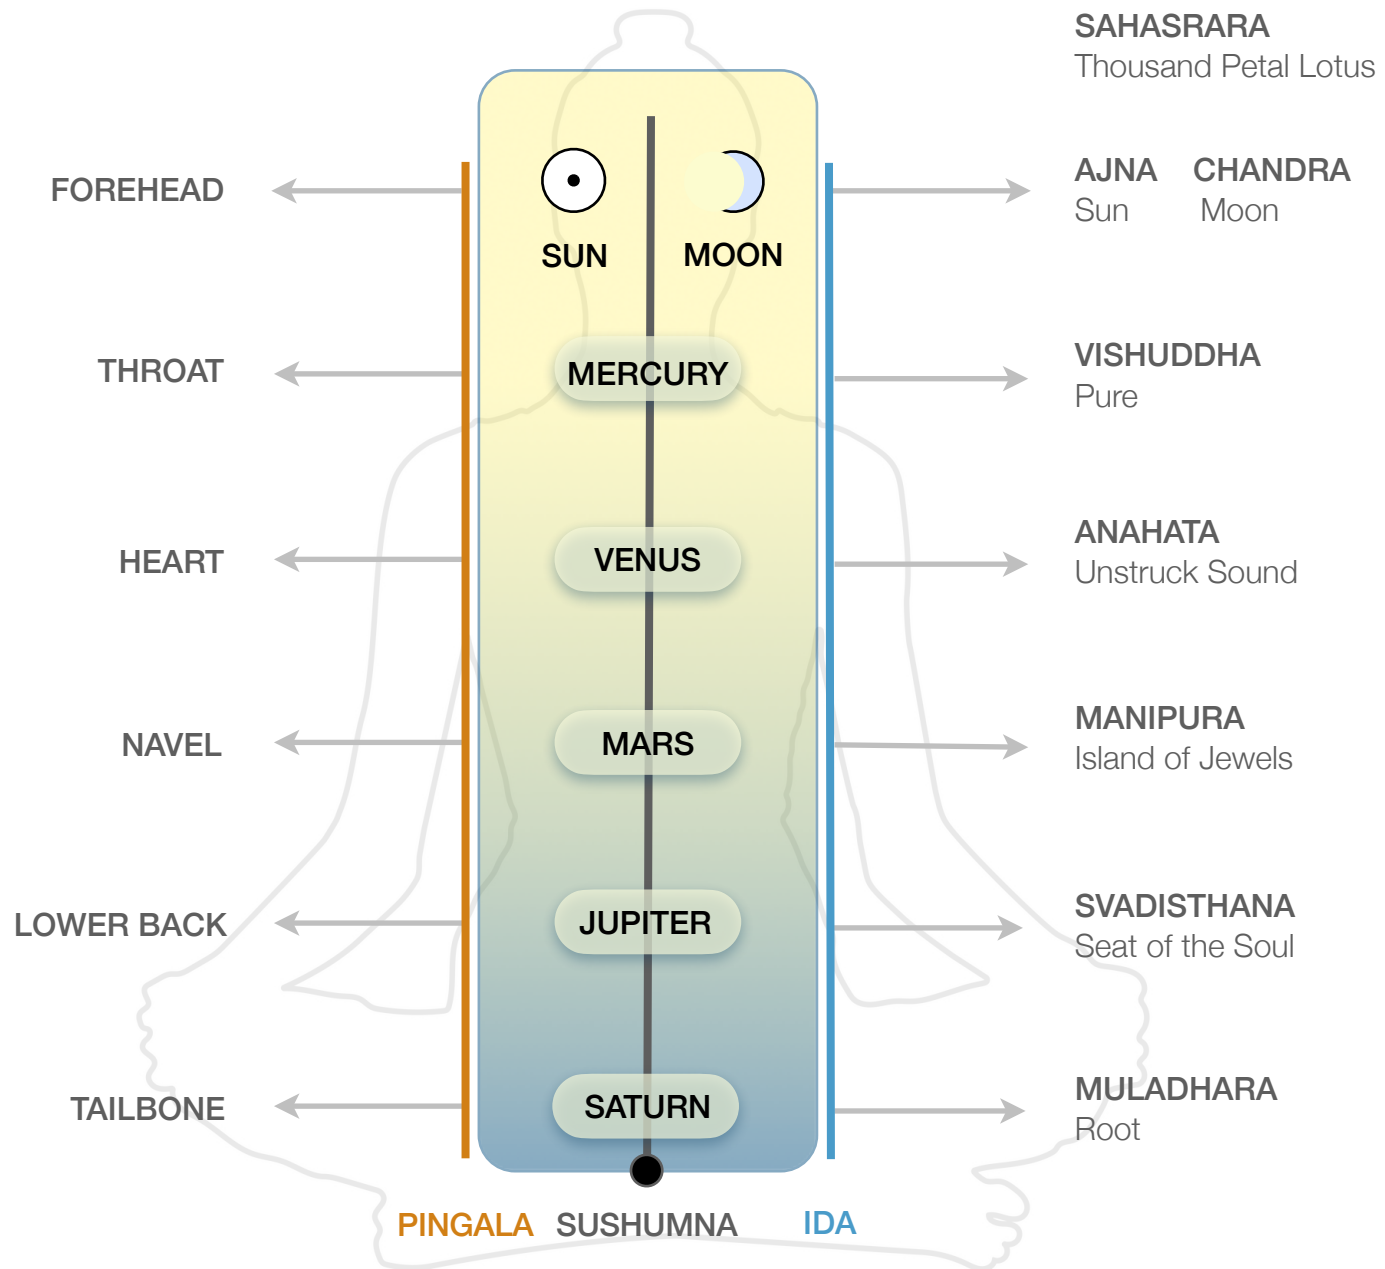 SAHASRARA
Thousand Petal Lotus
FOREHEAD
SUN MOON
AJNA CHANDRA
Sun Moon
THROAT
MERCURY
VISHUDDHA
Pure
HEART
VENUS
ANAHATA
Unstruck Sound
NAVEL
MARS
MANIPURA
Island of Jewels
LOWER BACK
JUPITER
SVADISTHANA
Seat of the Soul
TAILBONE
SATURN
MULADHARA
Root
PINGALA SUSHUMNA IDA